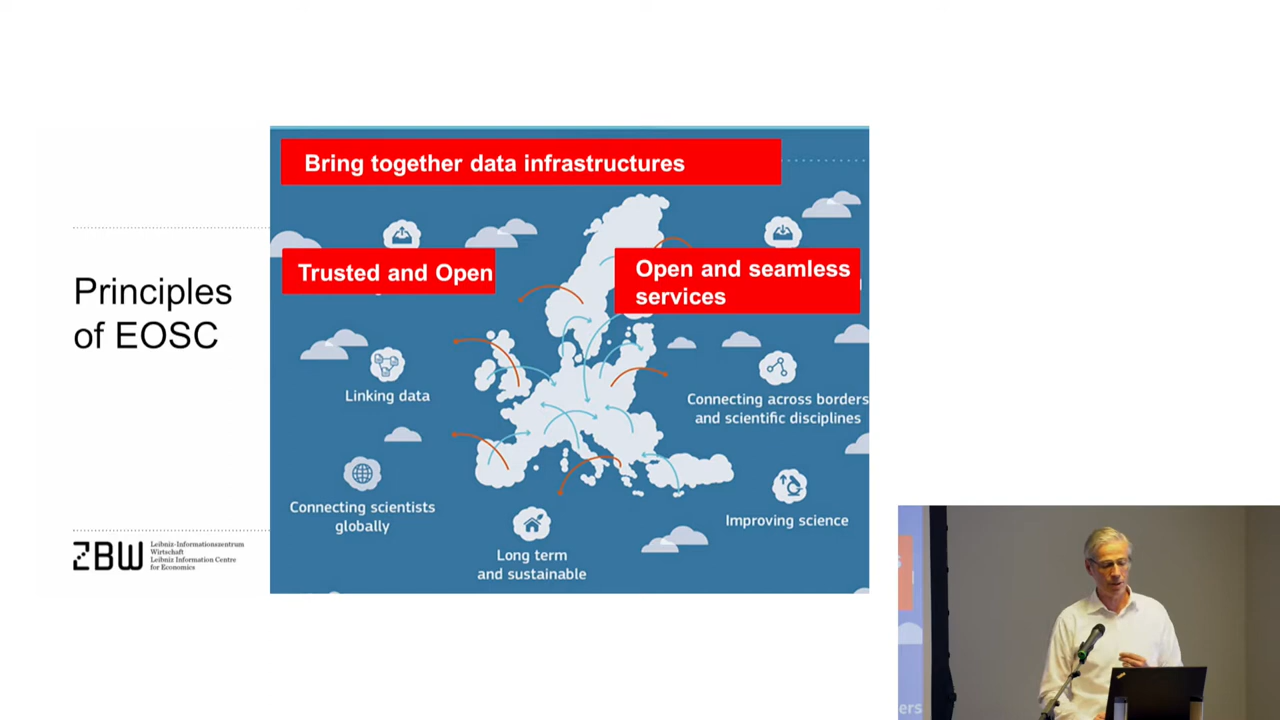 Bring together data infrastructures
Trusted and Open
Open and seamless
services
Principles
of EOSC
Linking data
Connecting across borders
and scientific disciplines
Connecting scientists
globally
Improving science
Long term
and sustainable
ZBW
Leibniz-Informationszentrum
Wirtschaft
Leibniz Information Centre
for Economics